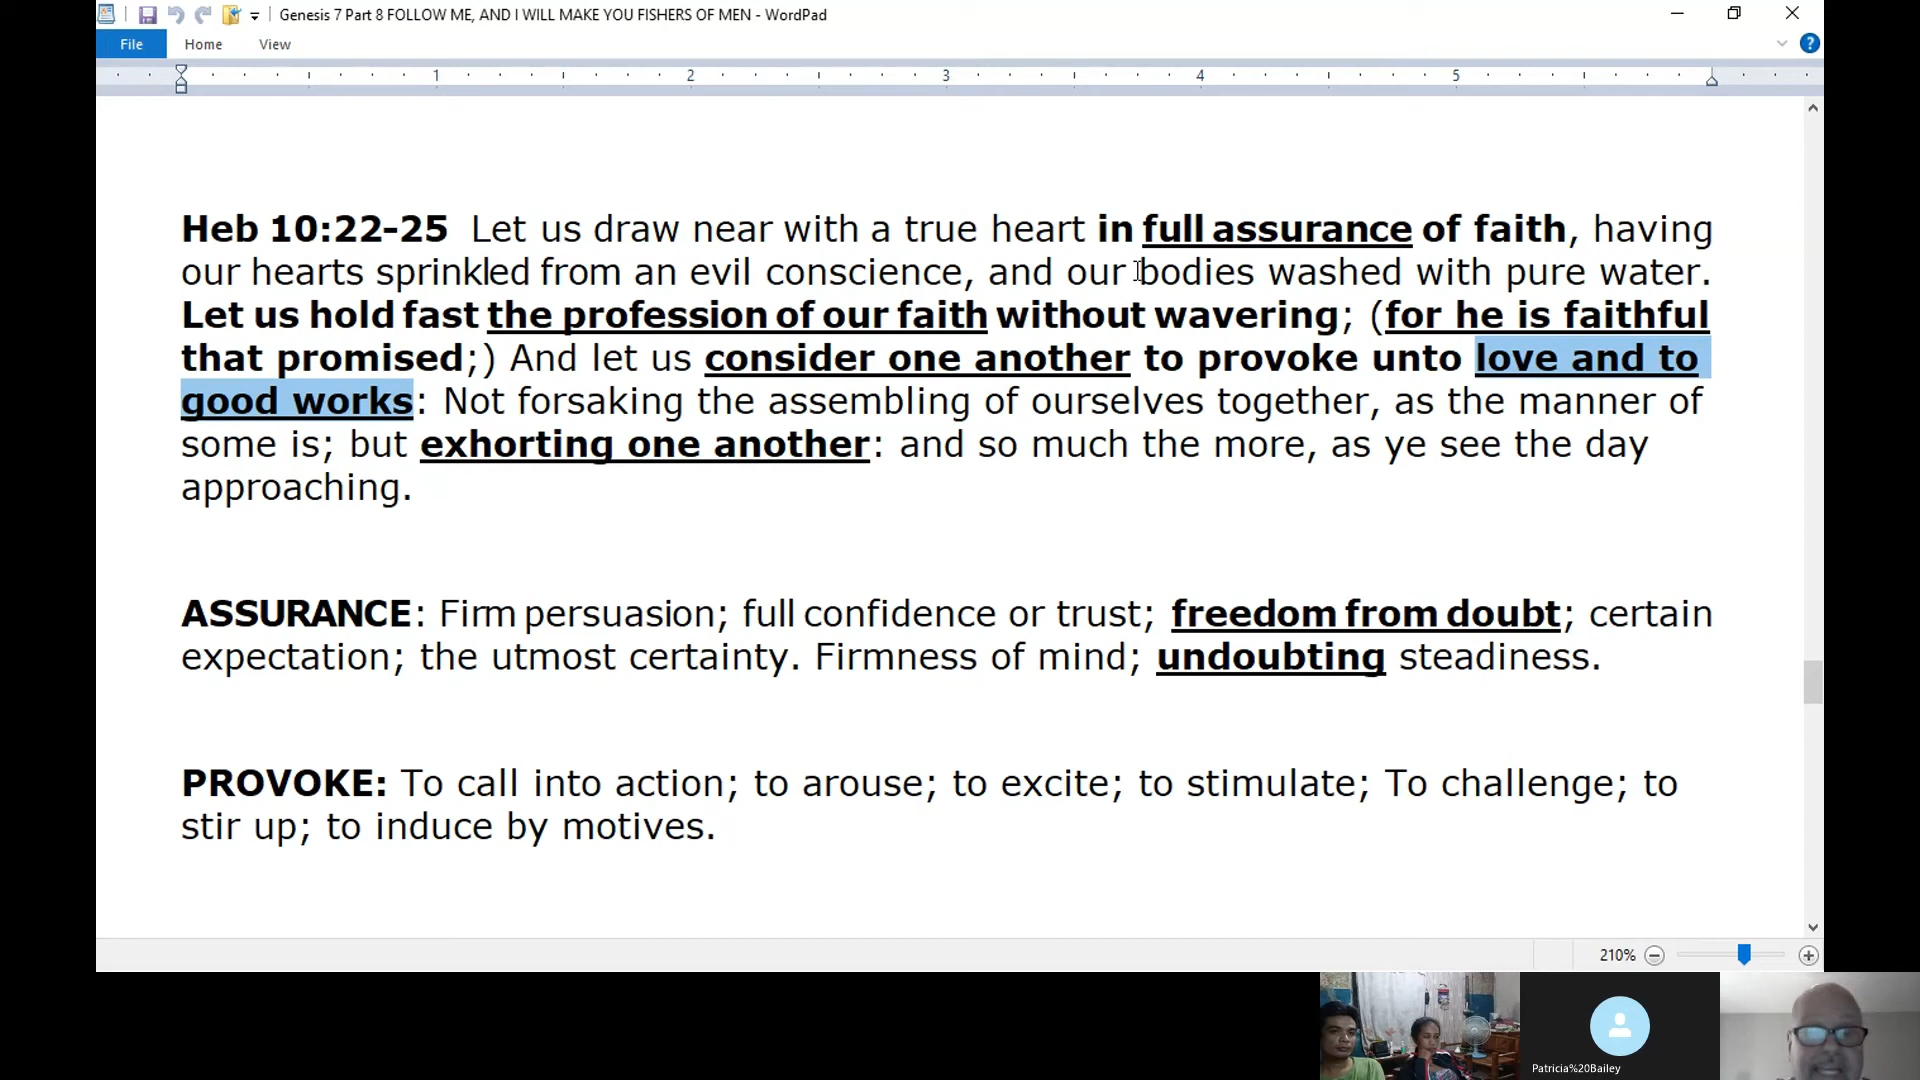 Genesis 7 Part 8 FOLLOW ME, AND I WILL MAKE YOU FISHERS OF MEN - WordPad
File Home View
1 2 3 4 5
Heb 10:22-25 Let us draw near with a true heart in full assurance of faith, having
our hearts sprinkled from an evil conscience, and our bodies washed with pure water.
Let us hold fast the profession of our faith without wavering; (for he is faithful
that promised;) And let us consider one another to provoke unto love and to
good works: Not forsaking the assembling of ourselves together, as the manner of
some is; but exhorting one another: and so much the more, as ye see the day
approaching.
ASSURANCE: Firm persuasion; full confidence or trust; freedom from doubt; certain
expectation; the utmost certainty. Firmness of mind; undoubting steadiness.
PROVOKE: To call into action; to arouse; to excite; to stimulate; To challenge; to
stir up; to induce by motives.
210%
Patricia%20Bailey